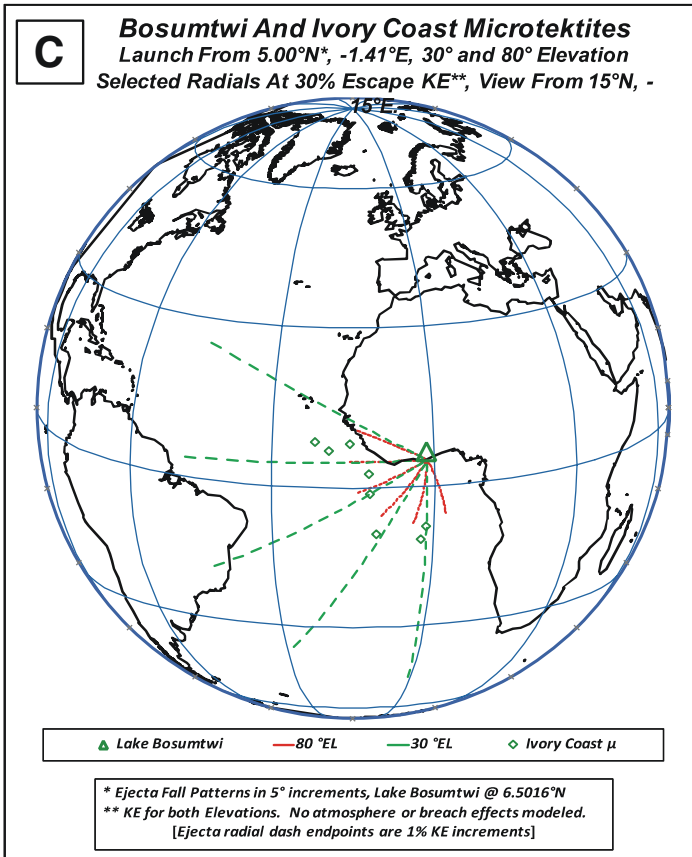 C
Bosumtwi And Ivory Coast Microtektites
Launch From 5.00°N*, -1.41°E, 30° and 80° Elevation
Selected Radials At 30% Escape KE**, View From 15°N, -
15°E.
Lake Bosumtwi 80 °EL 30 °EL Ivory Coast μ
* Ejecta Fall Patterns in 5° increments, Lake Bosumtwi @ 6.5016°N
** KE for both Elevations. No atmosphere or breach effects modeled.
[Ejecta radial dash endpoints are 1% KE increments]